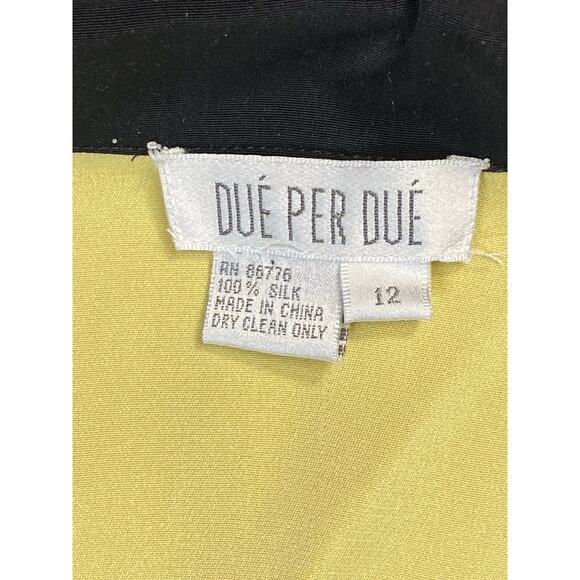 DUÉ PER DUÉ
RN 86776
100% SILK
MADE IN CHINA
DRY CLEAN ONLY
12